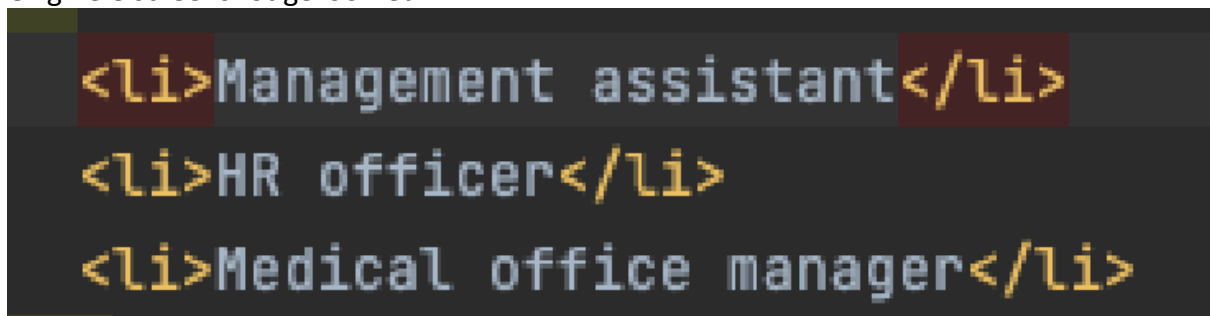 <li>Management assistant</li>
<li>HR officer</li>
<li>Medical office manager</li>